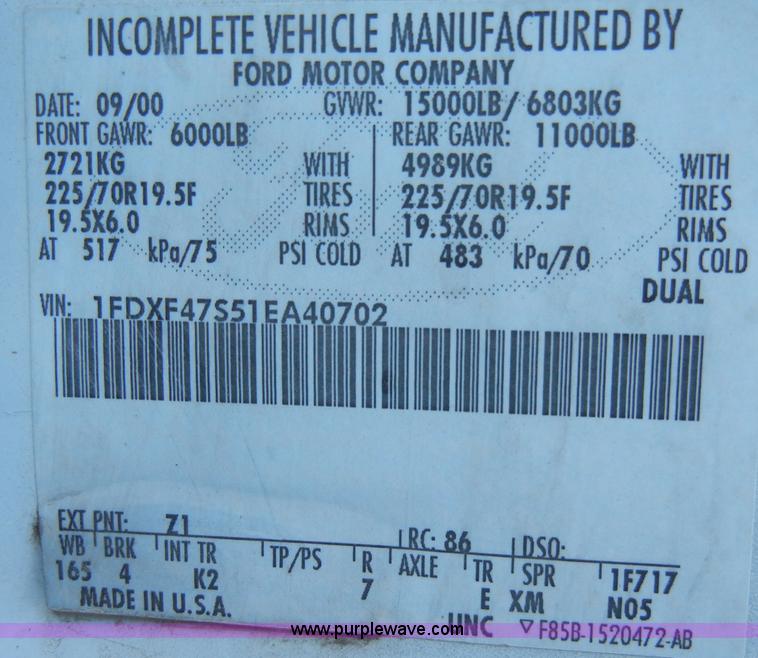 INCOMPLETE VEHICLE MANUFACTURED BY
FORD MOTOR COMPANY
DATE: 09/00 GVWR: 15000LB/ 6803KG
FRONT GAWR: 6000LB REAR GAWR: 11000LB
2721KG WITH 4989KG WITH
225/70R19.5F TIRES 225/70R19.5F TIRES
19.5X6.0 RIMS 19.5X6.0 RIMS
AT 517 kPa/75 PSI COLD AT 483 kPa/70 PSI COLD
DUAL
VIN: 1FDXF47S51EA40702
EXT PNT: Z1 RC: 86 DSO:
WB BRK INT TR TP/PS R AXLE TR SPR 1F717
165 4 K2 7 E XM N05
MADE IN U.S.A. UNC ▽ F85B-1520472-AB
www.purplewave.com